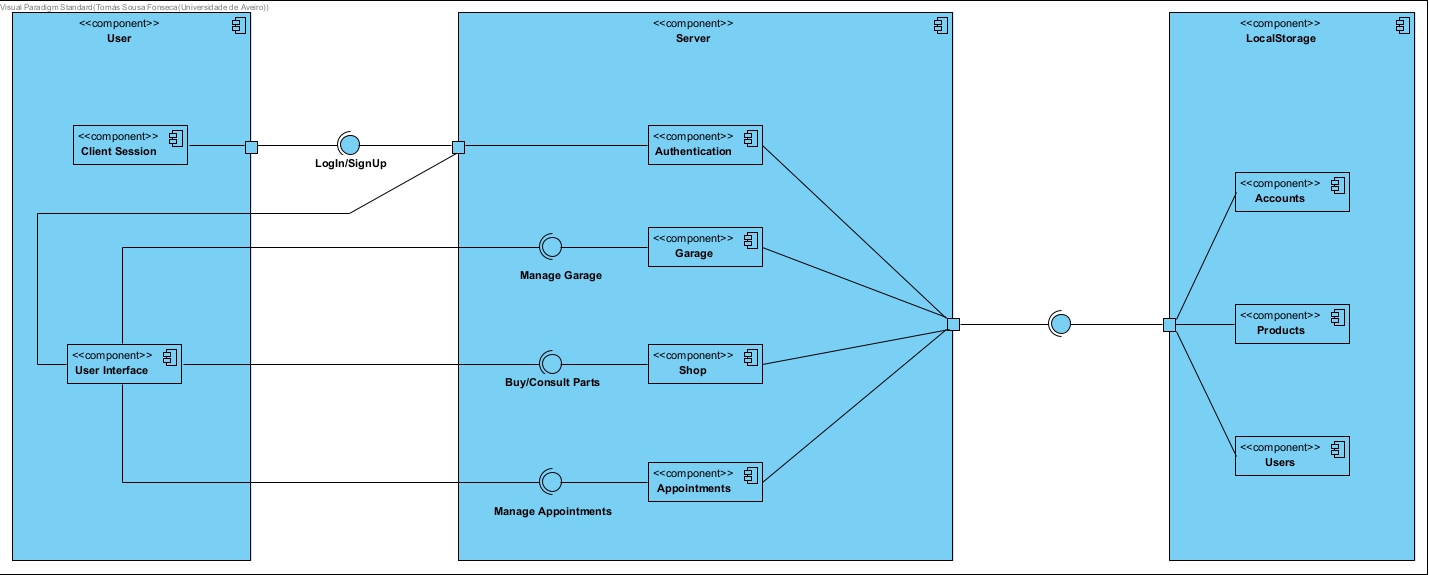 Visual Paradigm Standard(Tomás Sousa Fonseca(Universidade de Aveiro))
<<component>>
User
<<component>>
Server
<<component>>
LocalStorage
<<component>>
Client Session
LogIn/SignUp
<<component>>
Authentication
<<component>>
Accounts
<<component>>
Garage
Manage Garage
<<component>>
Products
<<component>>
User Interface
Buy/Consult Parts
<<component>>
Shop
<<component>>
Users
<<component>>
Appointments
Manage Appointments